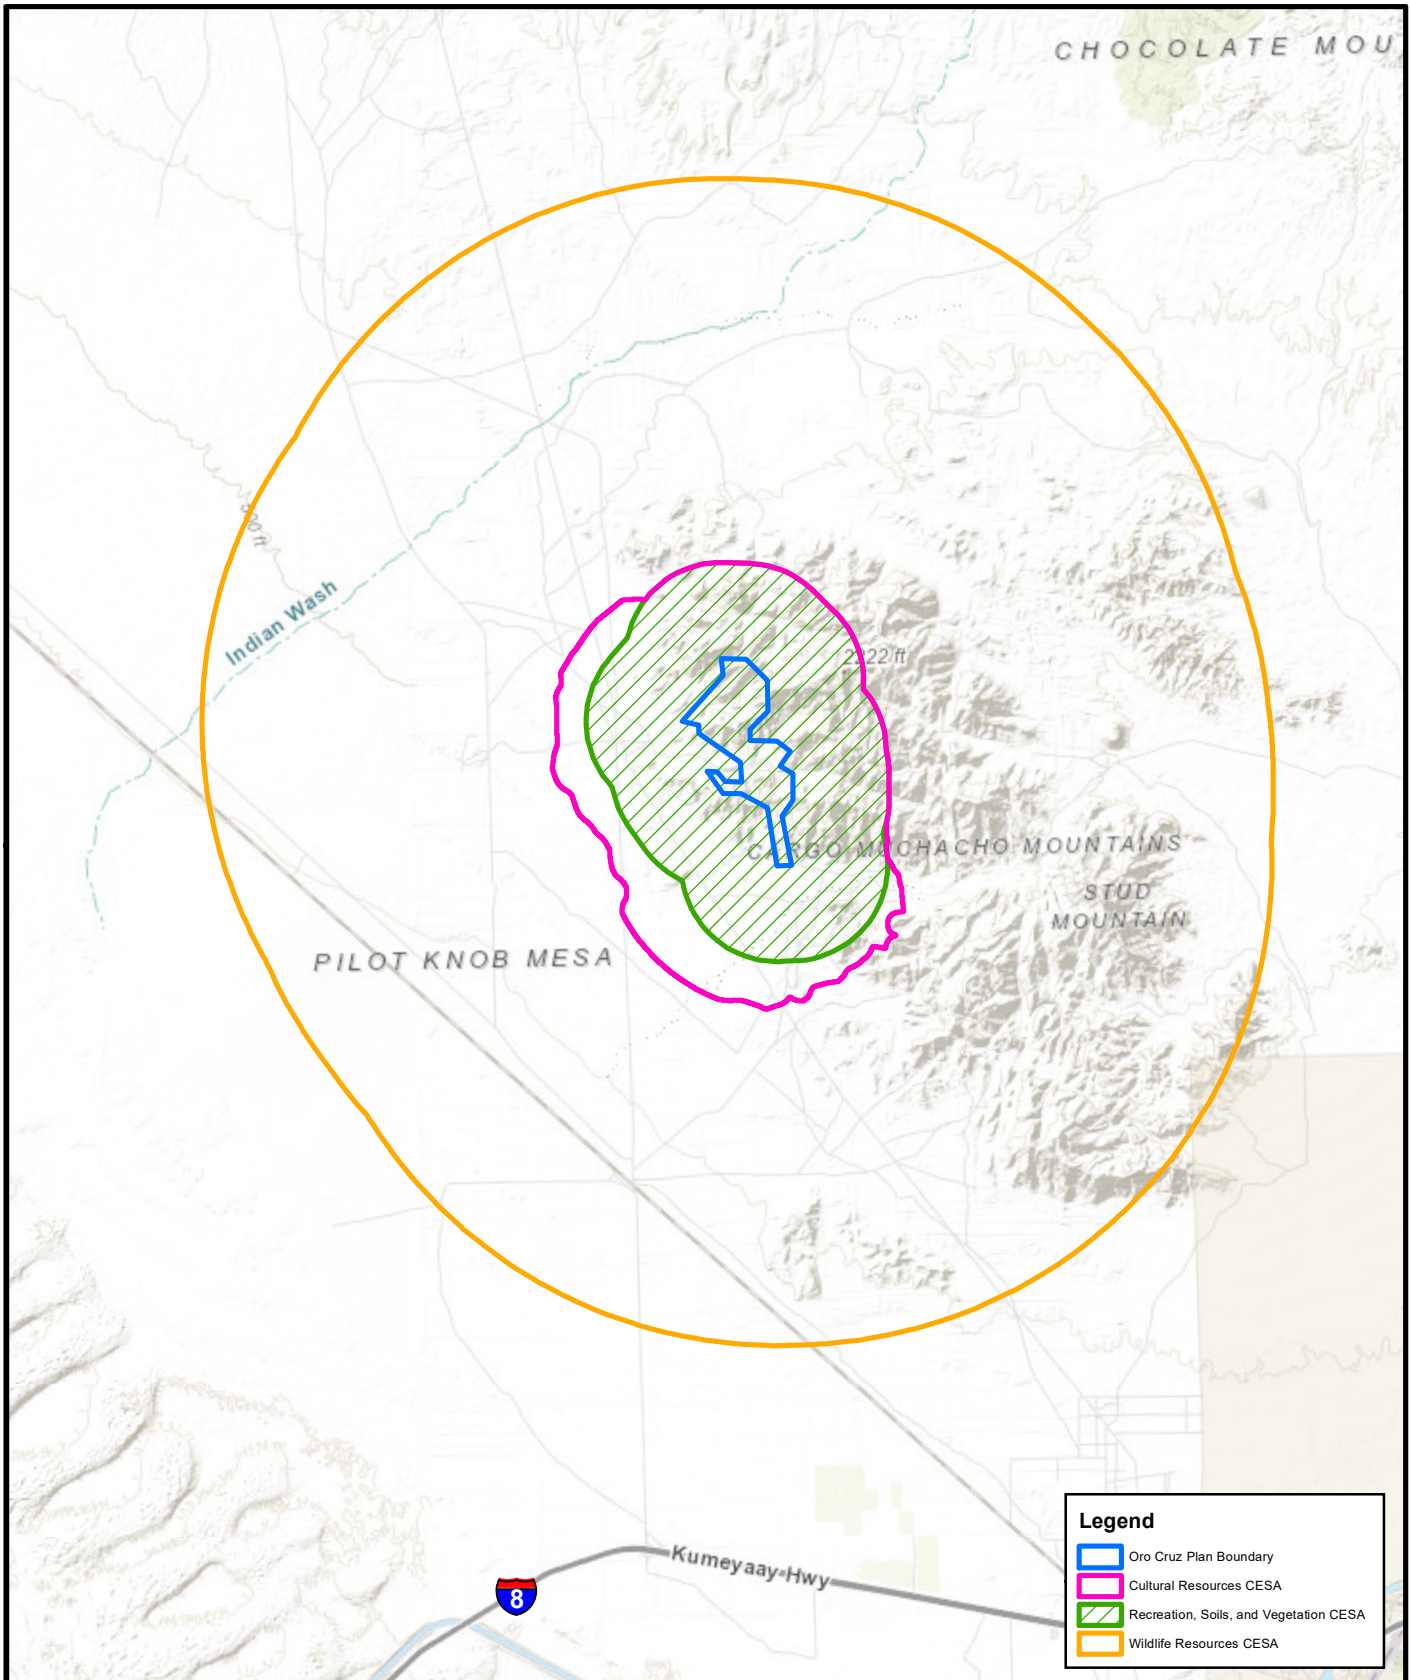 CHOCOLATE MOU
Indian Wash
2222 ft
CARGO MUCHACHO MOUNTAINS
STUD
MOUNTAIN
PILOT KNOB MESA
Kumeyaay Hwy
8
Legend
Oro Cruz Plan Boundary
Cultural Resources CESA
Recreation, Soils, and Vegetation CESA
Wildlife Resources CESA